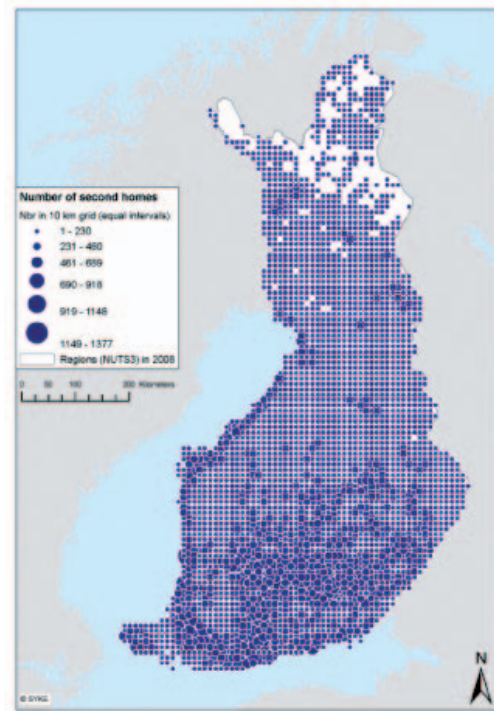 Number of second homes
Nbr in 10 km grid (equal intervals)
1 - 230
231 - 460
461 - 689
690 - 918
919 - 1148
1149 - 1377
Regions (NUTS3) in 2008
0 50 100 200 Kilometers
N
© SYKE